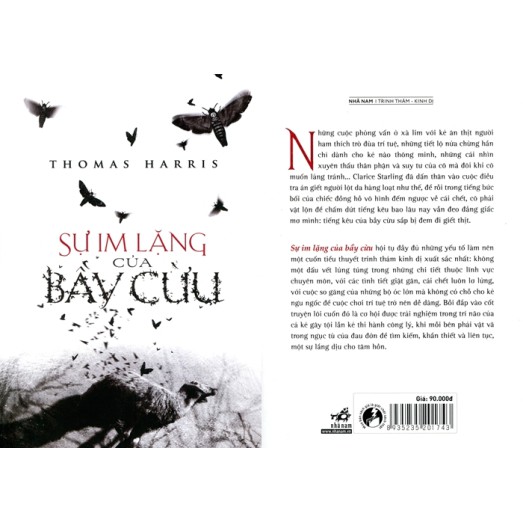 THOMAS HARRIS
SỰ IM LẶNG
CỦA
BẦY CỪU
NHÃ NAM | TRINH THÁM - KINH DỊ
Những cuộc phỏng vấn ở xà lim với kẻ ăn thịt người
ham thích trò đùa trí tuệ, những tiết lộ nửa chừng hắn
chỉ dành cho kẻ nào thông minh, những cái nhìn
xuyên thấu thân phận và suy tư của cô mà đôi khi cô
muốn lảng tránh... Clarice Starling đã dấn thân vào cuộc điều
tra án giết người lột da hàng loạt như thế, để rồi trong tiếng bức
bối của chiếc đồng hồ vô hình đếm ngược về cái chết, cô phải
vật lộn để chấm dứt tiếng kêu bao lâu nay vẫn đeo đẳng giấc
mơ mình: tiếng kêu của bầy cừu sắp bị đem đi giết thịt.
Sự im lặng của bầy cừu hội tụ đầy đủ những yếu tố làm nên
một cuốn tiểu thuyết trinh thám kinh dị xuất sắc nhất: không
một dấu vết lúng túng trong những chi tiết thuộc lĩnh vực
chuyên môn, với các tình tiết giật gân, cái chết luôn lơ lửng,
với cuộc so găng của những bộ óc lớn mà không có chỗ cho kẻ
ngu ngốc để cuộc chơi trí tuệ trở nên dễ dàng. Bồi đắp vào cốt
truyện lôi cuốn đó là cơ hội được trải nghiệm trong trí não của
cả kẻ gây tội lẫn kẻ thi hành công lý, khi mỗi bên phải vật vã
trong ngục tù của đau đớn để tìm kiếm, khẩn thiết và liên tục,
một sự lắng dịu cho tâm hồn.
Giá: 90.000đ
nhã nam
www.nhanam.vn
8 935235 201743